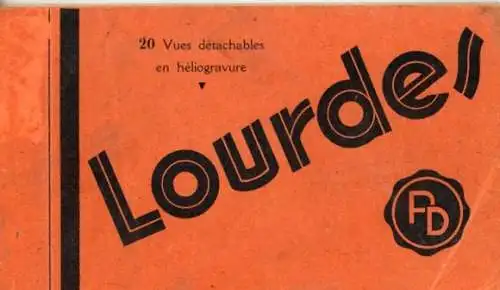 20 Vues détachables
en héliogravure
Lourdes
PD